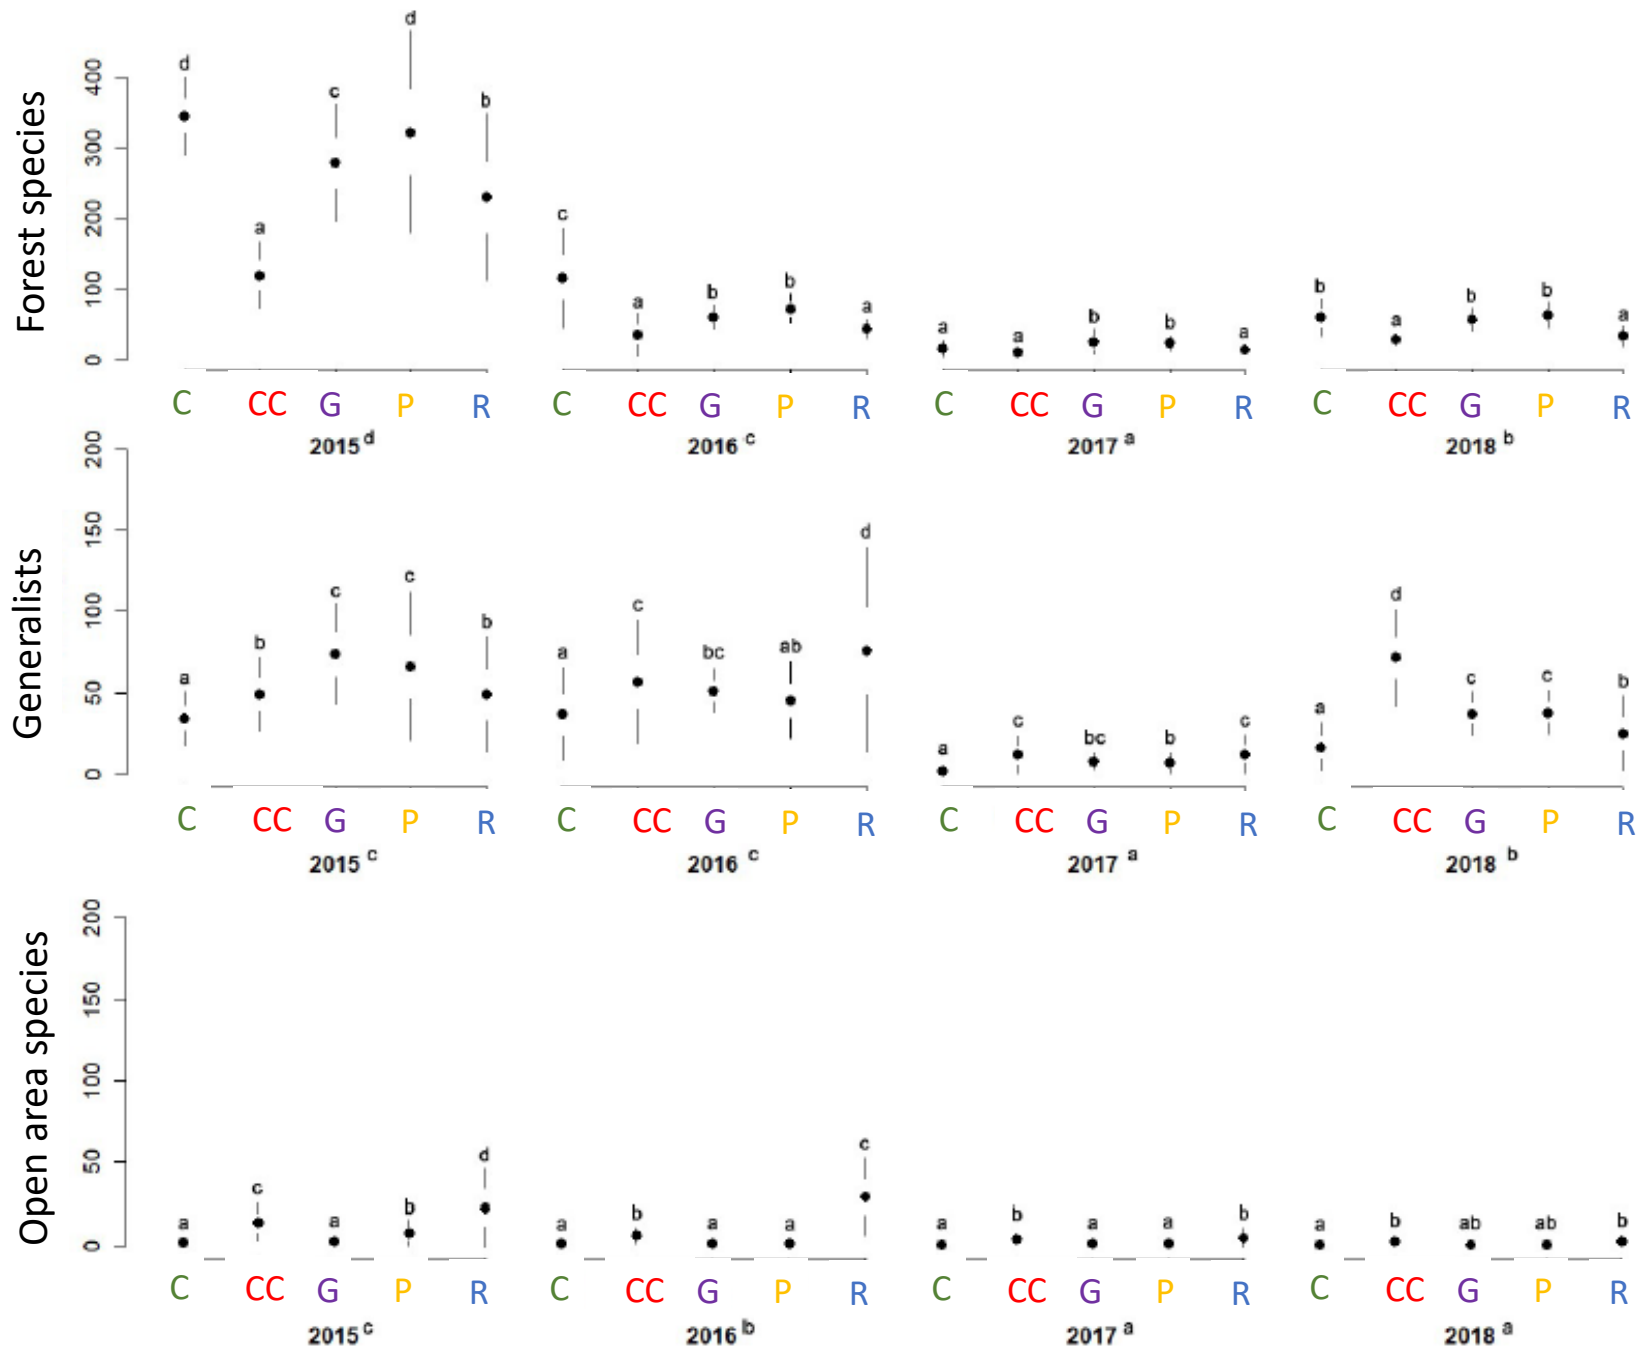 Forest species
400
300
200
100
0
d a c d b
c a b b a
a a b b a
b a b b a
C CC G P R
C CC G P R
C CC G P R
C CC G P R
2015 d
2016 c
2017 a
2018 b
Generalists
200
150
100
50
0
a b c c b
a c bc ab d
a c bc b c
a d c c b
C CC G P R
C CC G P R
C CC G P R
C CC G P R
2015 c
2016 c
2017 a
2018 b
Open area species
200
150
100
50
0
a c a b d
a b a a c
a b a a b
a b ab ab b
C CC G P R
C CC G P R
C CC G P R
C CC G P R
2015 c
2016 b
2017 a
2018 a